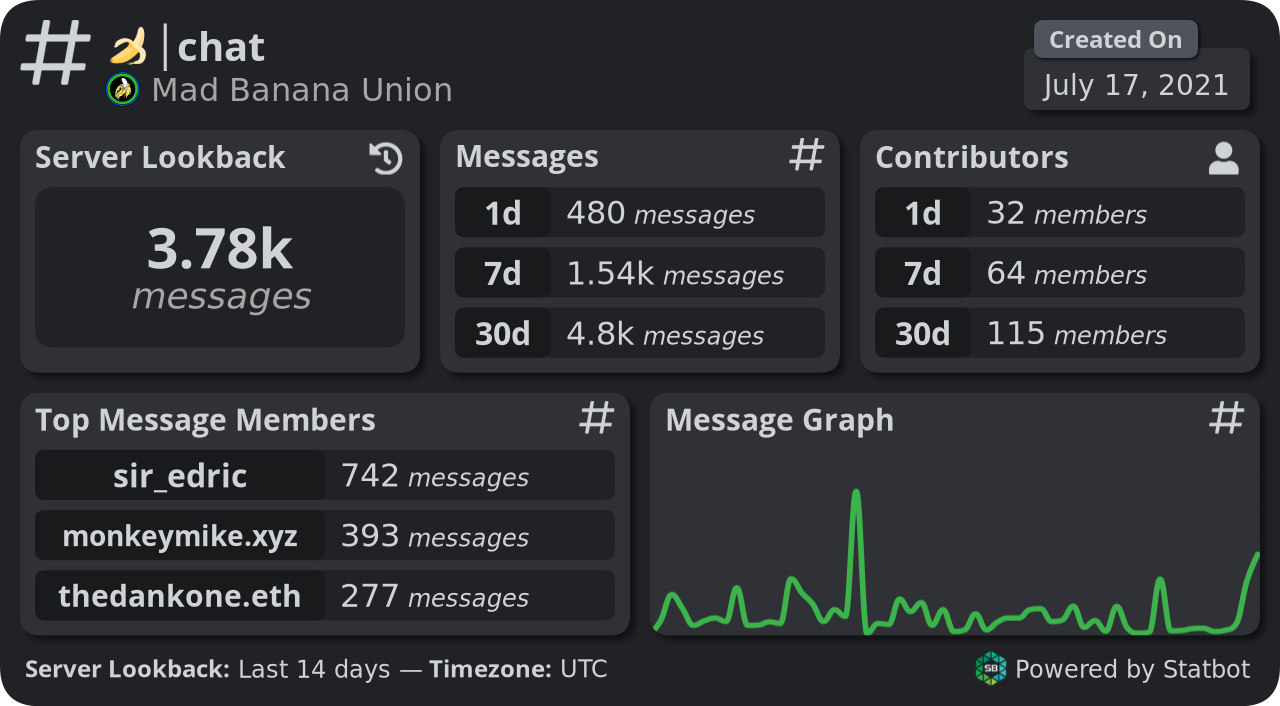 # 🍌│chat
Mad Banana Union
Created On
July 17, 2021
Server Lookback
3.78k
messages
Messages #
1d 480 messages
7d 1.54k messages
30d 4.8k messages
Contributors
1d 32 members
7d 64 members
30d 115 members
Top Message Members #
sir_edric 742 messages
monkeymike.xyz 393 messages
thedankone.eth 277 messages
Message Graph #
Server Lookback: Last 14 days — Timezone: UTC
SB Powered by Statbot